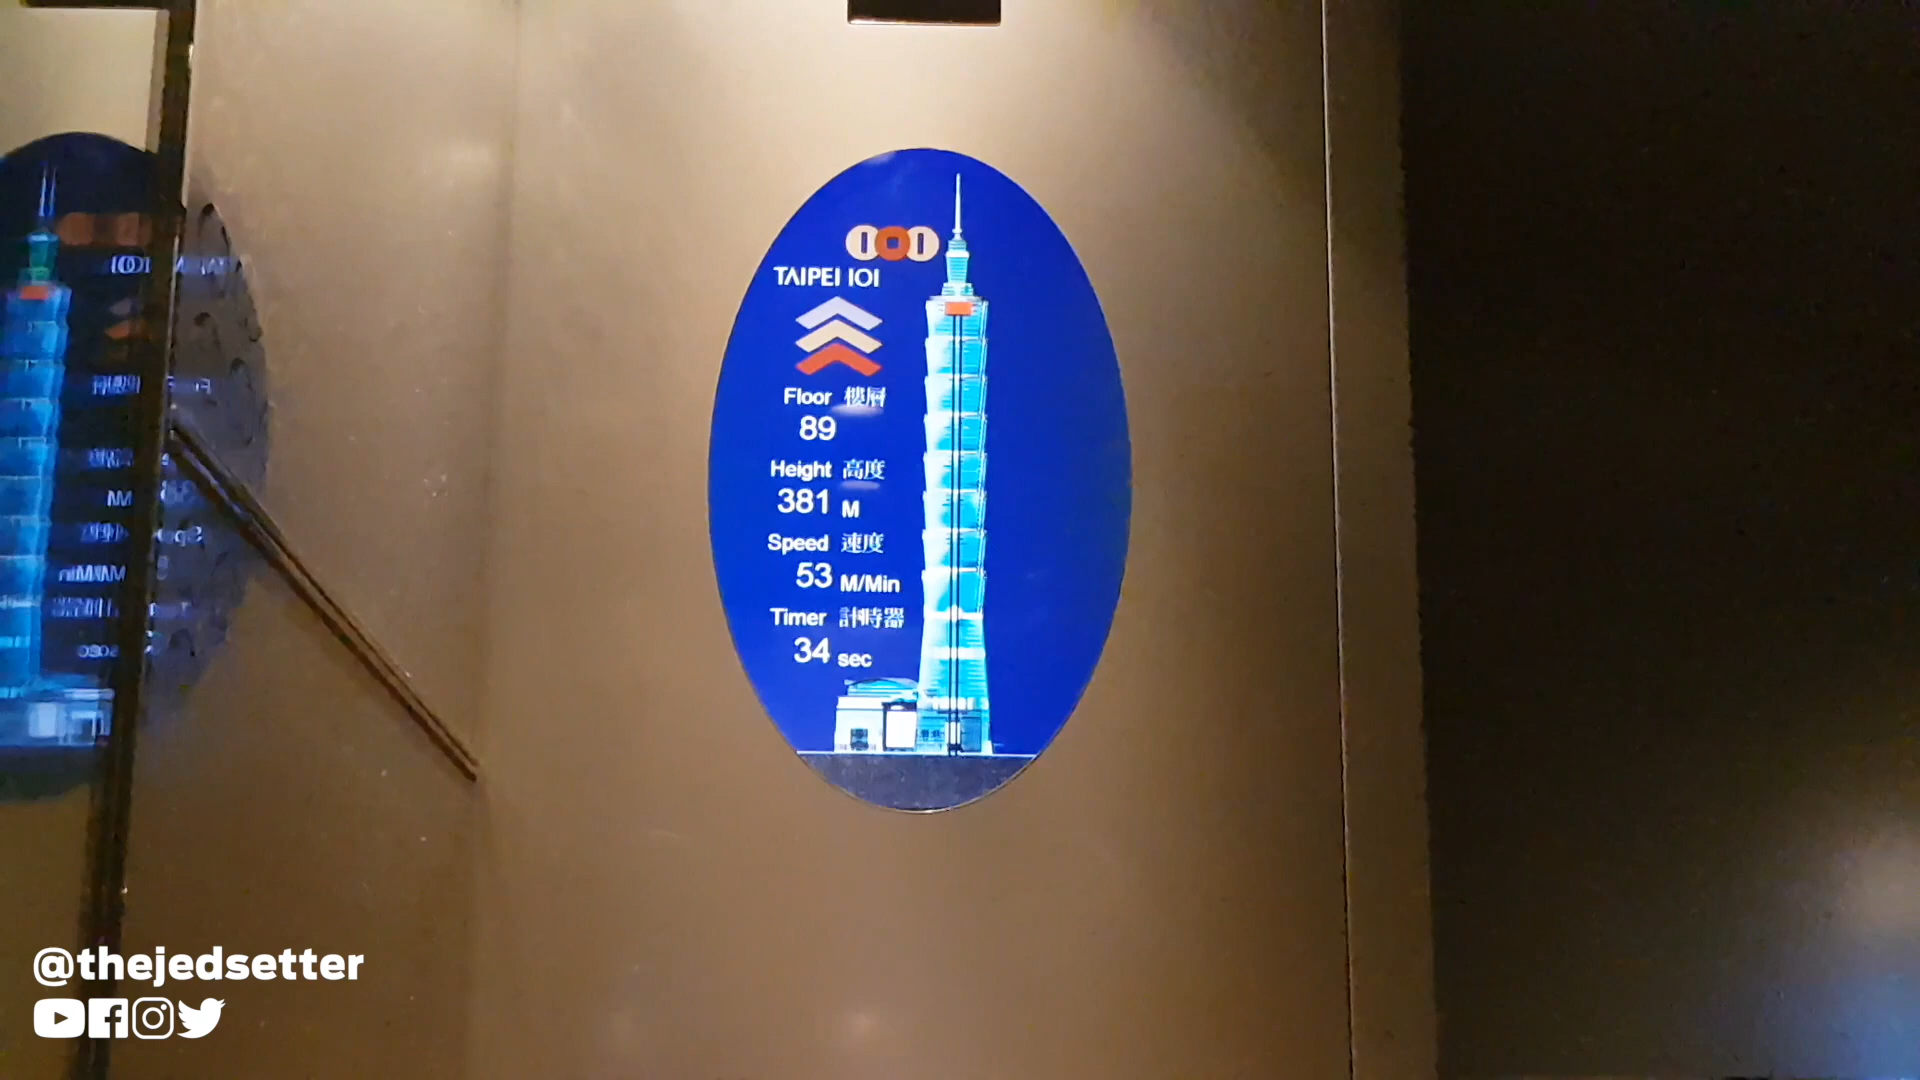 TAIPEI 101
Floor 樓層
89
Height 高度
381 M
Speed 速度
53 M/Min
Timer 計時器
34 sec
@thejedsetter